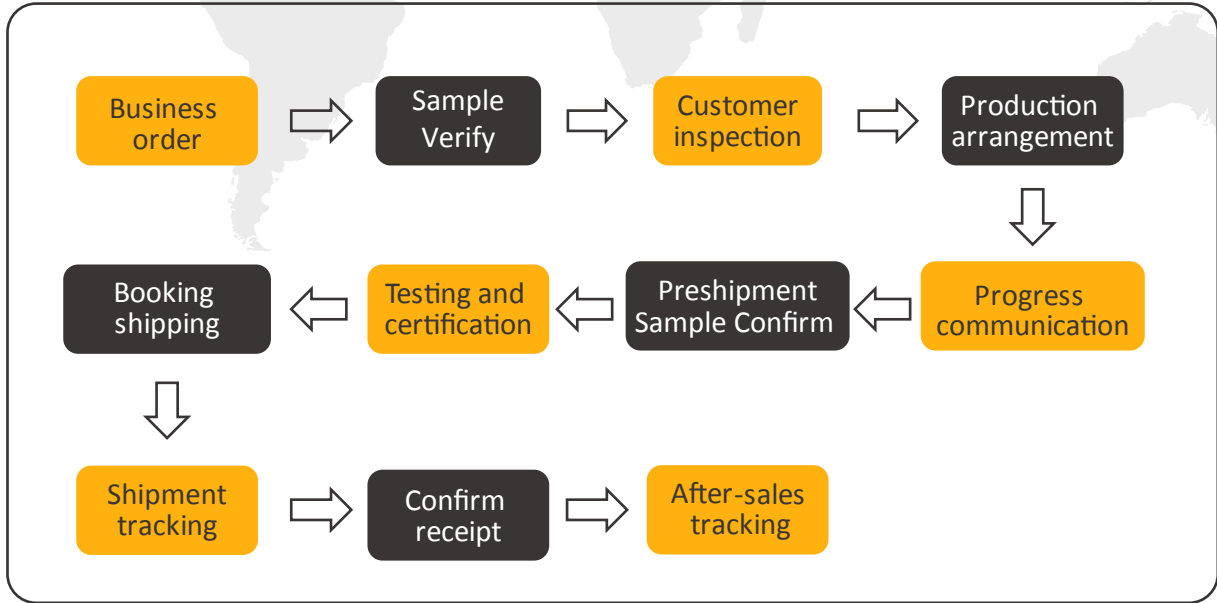 Business
order
Sample
Verify
Customer
inspection
Production
arrangement
Progress
communication
Preshipment
Sample Confirm
Testing and
certification
Booking
shipping
Shipment
tracking
Confirm
receipt
After-sales
tracking